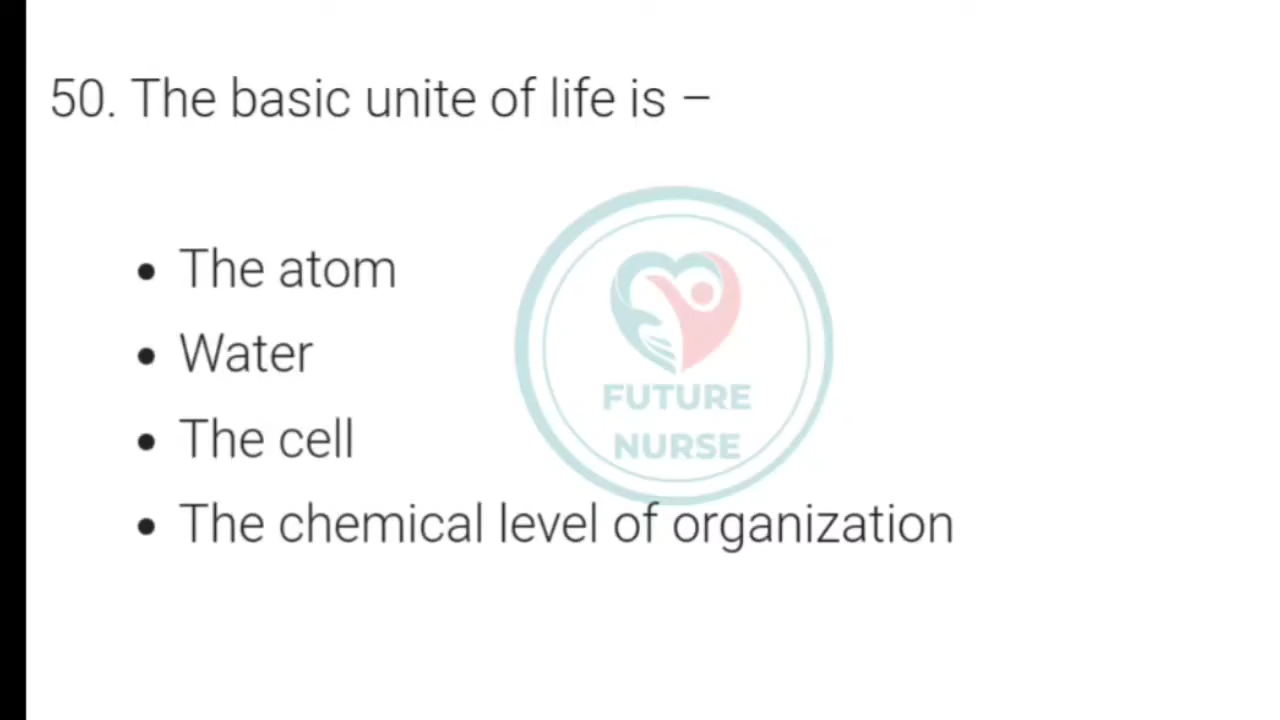 50. The basic unite of life is –
• The atom
• Water
• The cell
FUTURE
NURSE
• The chemical level of organization